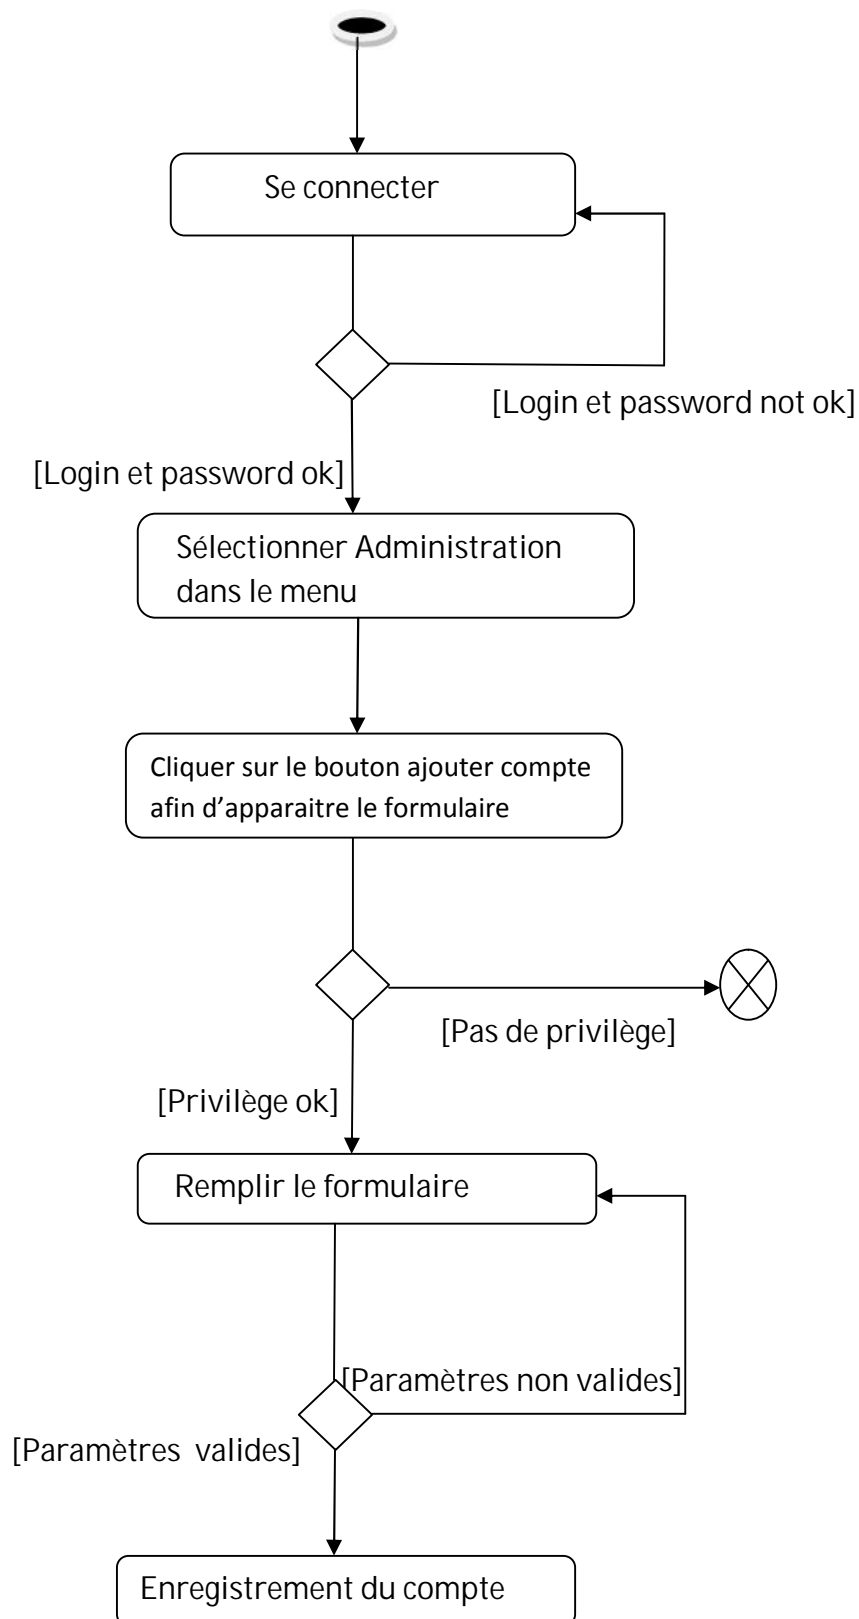 Se connecter
[Login et password not ok]
[Login et password ok]
Sélectionner Administration
dans le menu
Cliquer sur le bouton ajouter compte
afin d’apparaitre le formulaire
[Pas de privilège]
[Privilège ok]
Remplir le formulaire
[Paramètres non valides]
[Paramètres  valides]
Enregistrement du compte